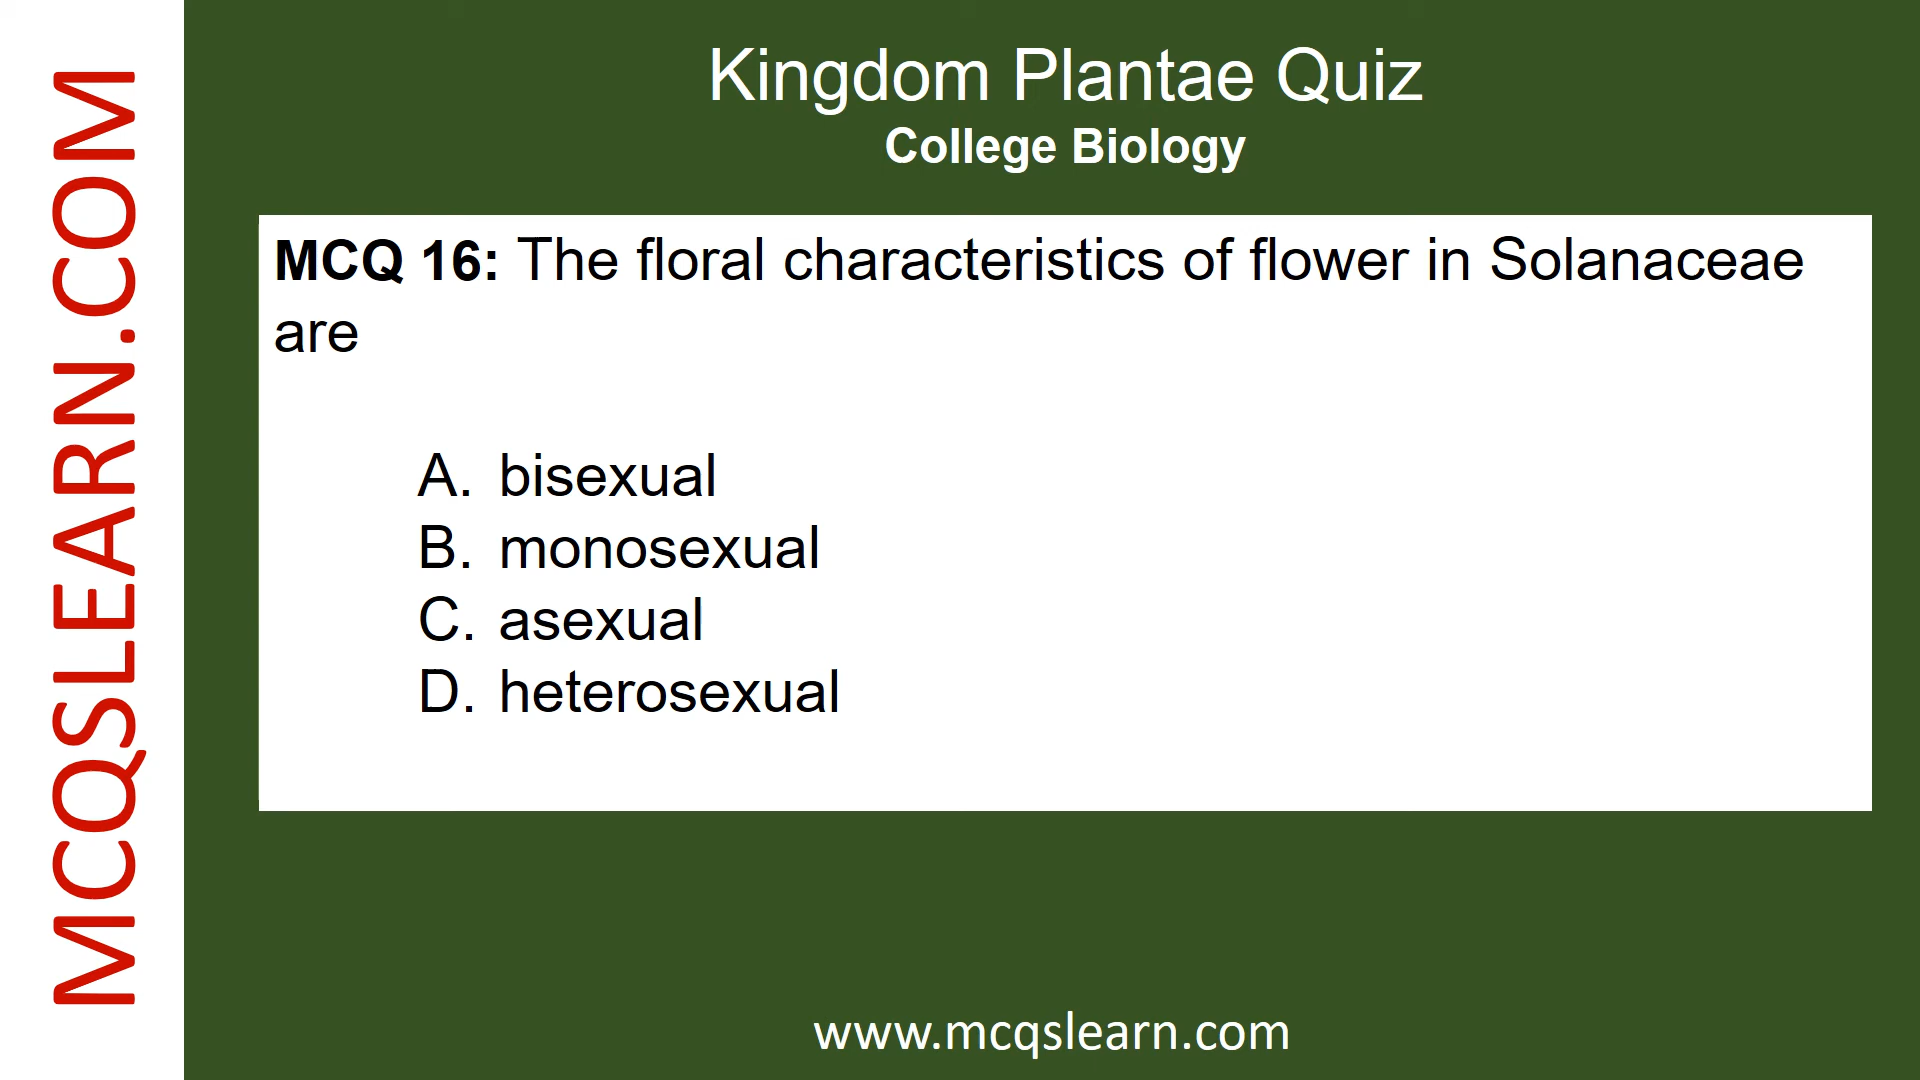 MCQSLEARN.COM
Kingdom Plantae Quiz
College Biology
MCQ 16: The floral characteristics of flower in Solanaceae
are
A. bisexual
B. monosexual
C. asexual
D. heterosexual
www.mcqslearn.com